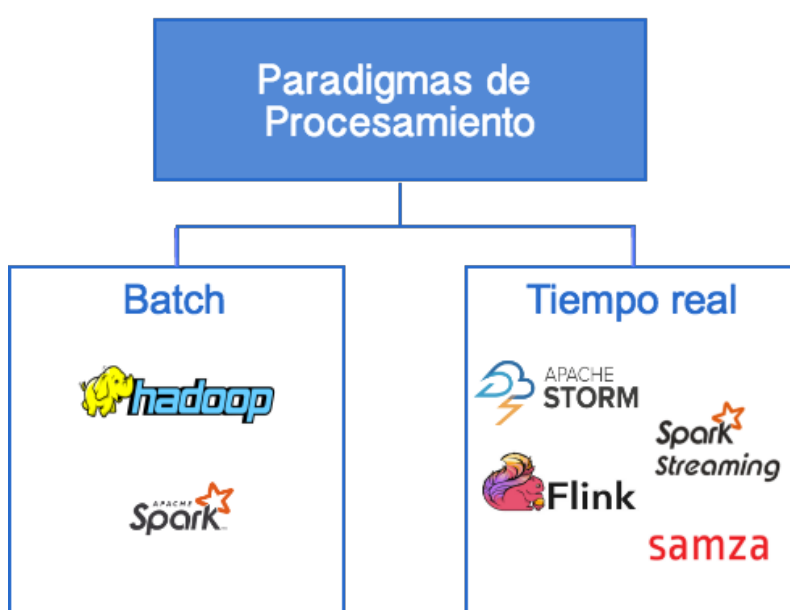 Paradigmas de
Procesamiento
Batch
hadoop
APACHE
Spark
Tiempo real
APACHE
STORM
Spark
Streaming
Flink
samza